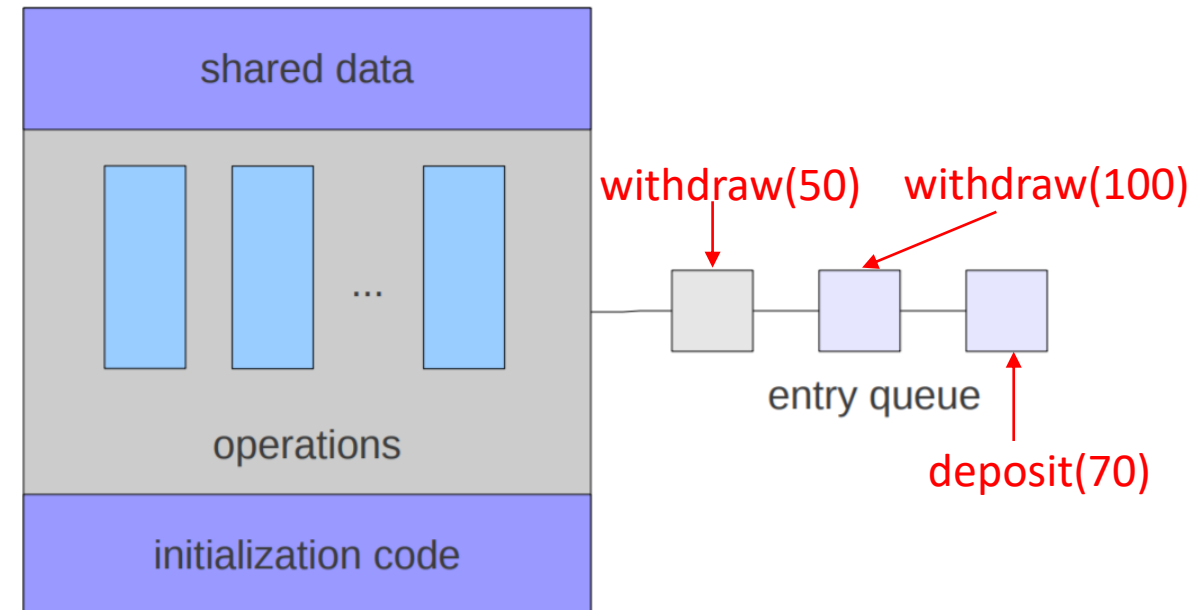 shared data
withdraw(50)
withdraw(100)
...
entry queue
operations
deposit(70)
initialization code